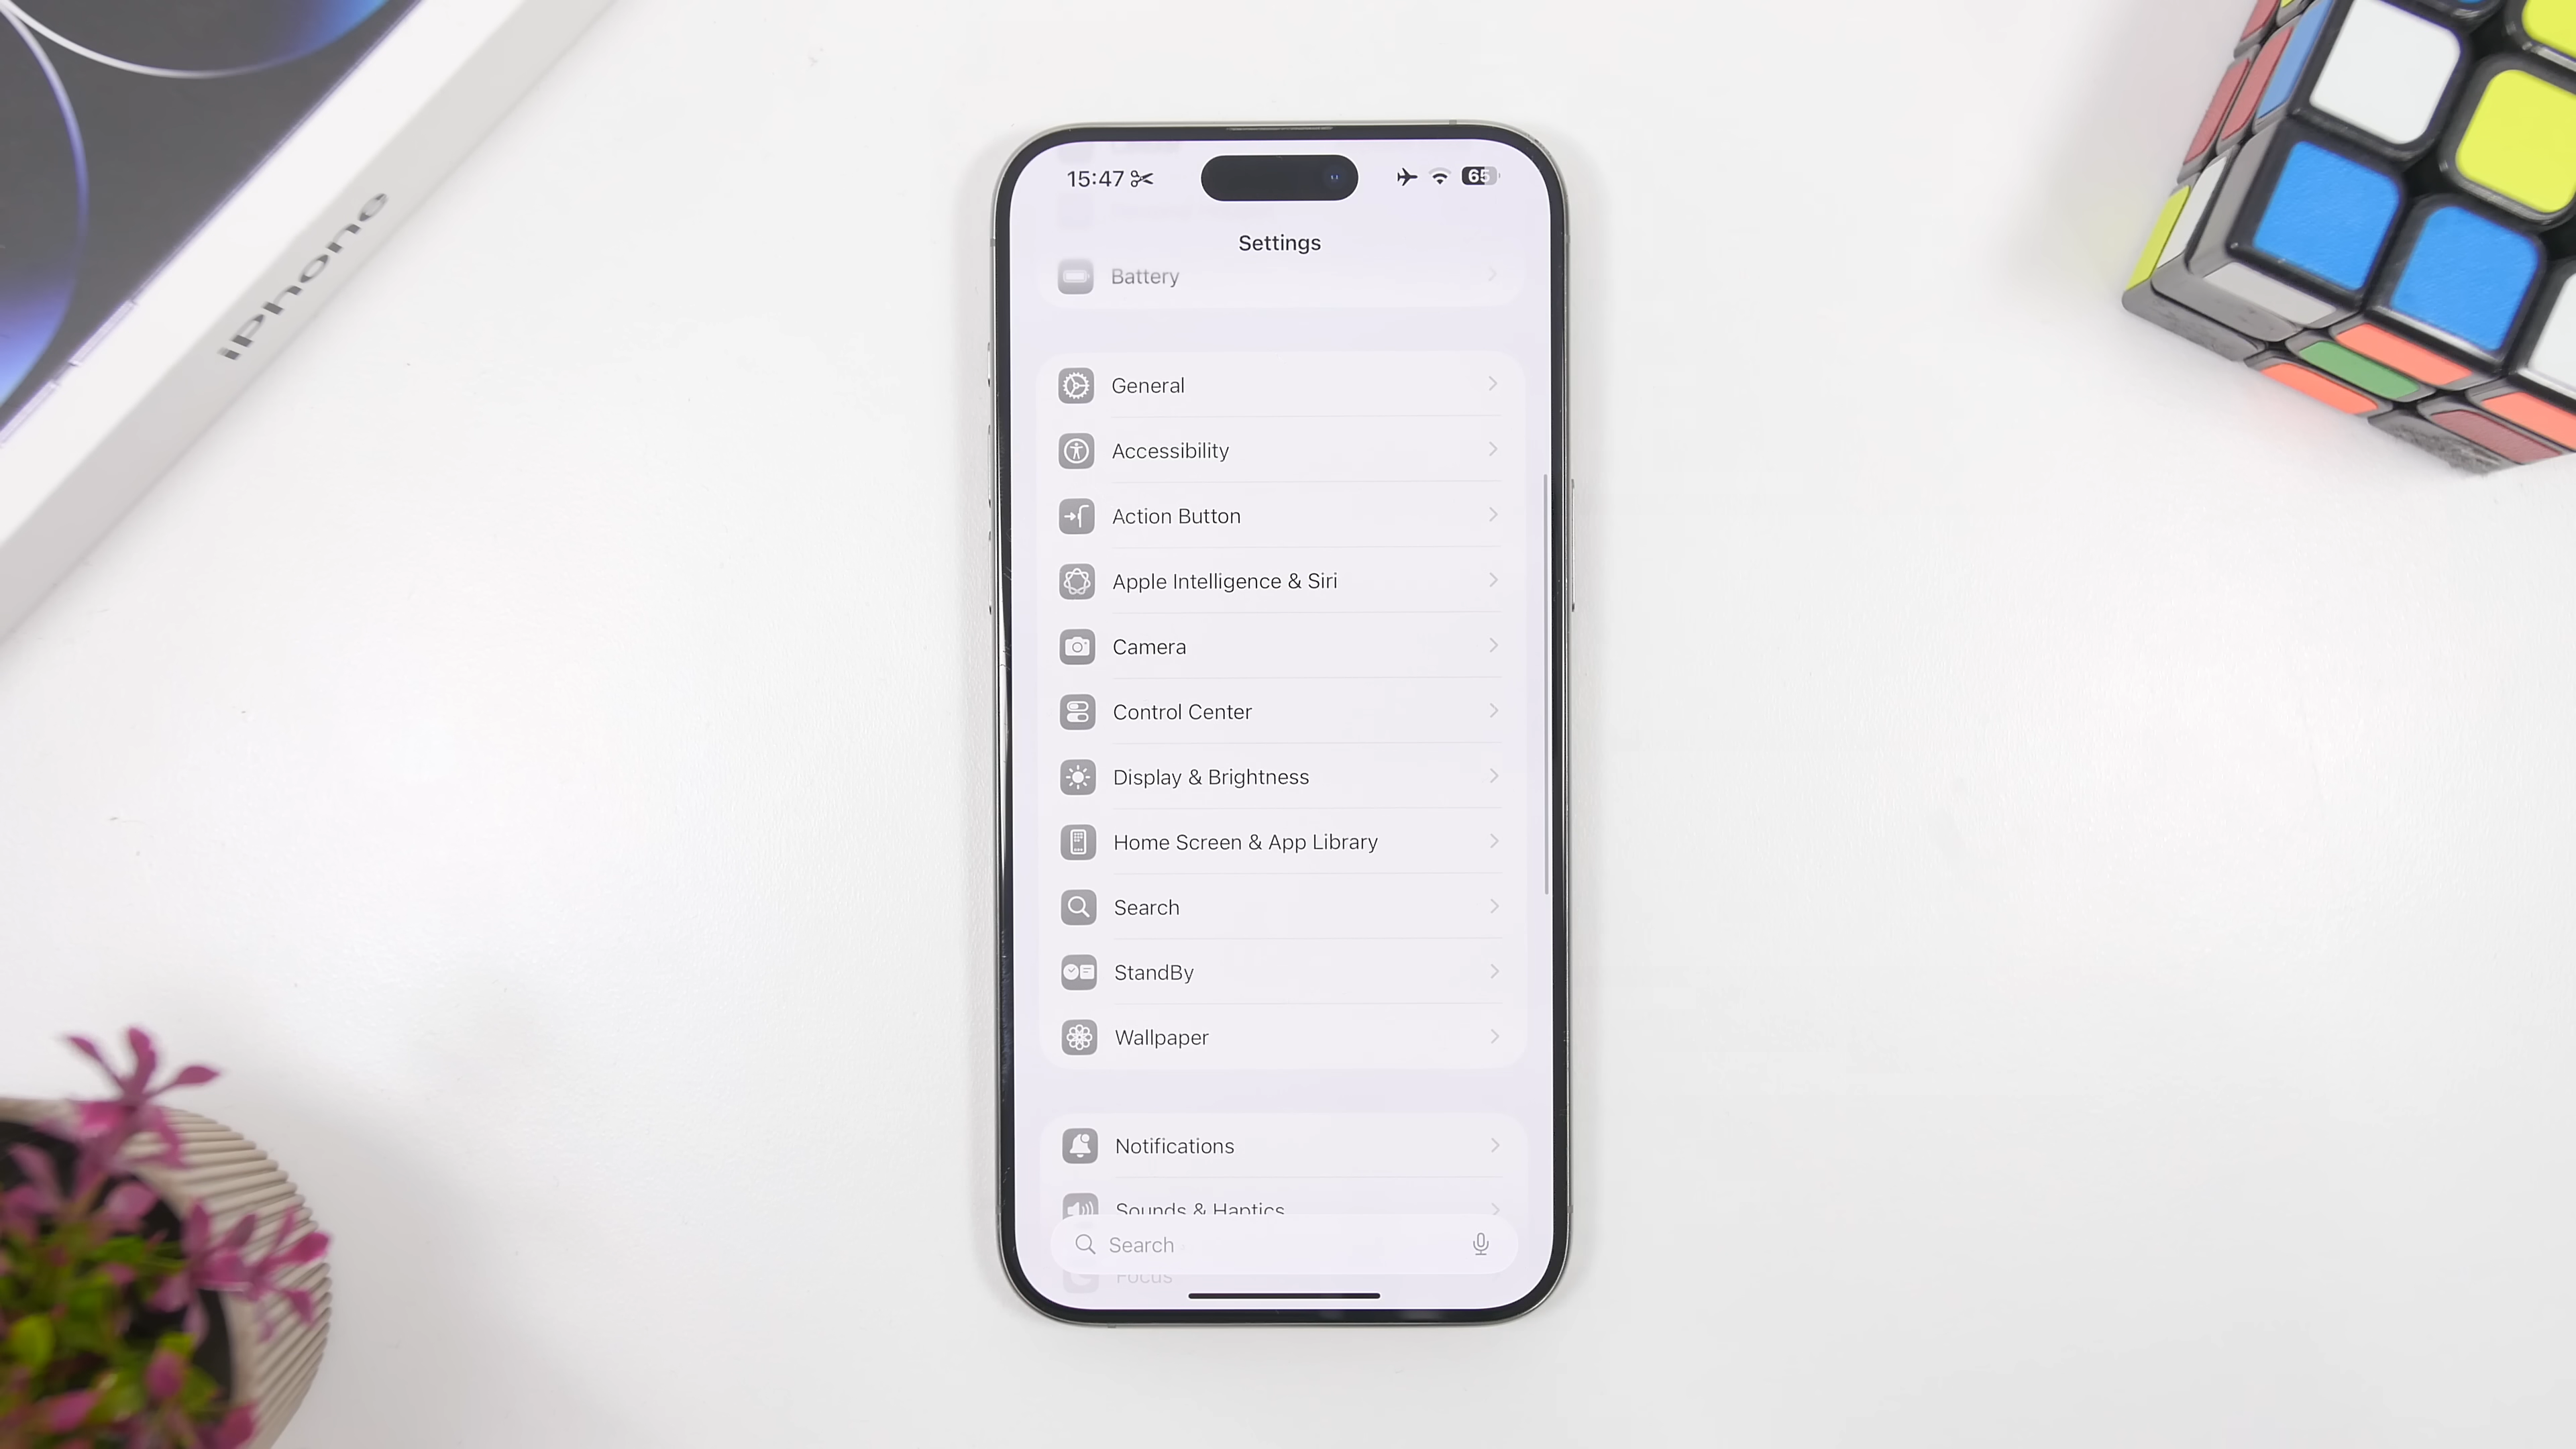 iPhone
15:47
65
Settings
Battery
General
Accessibility
Action Button
Apple Intelligence & Siri
Camera
Control Center
Display & Brightness
Home Screen & App Library
Search
StandBy
Wallpaper
Notifications
Sounds & Haptics
Search
Focus